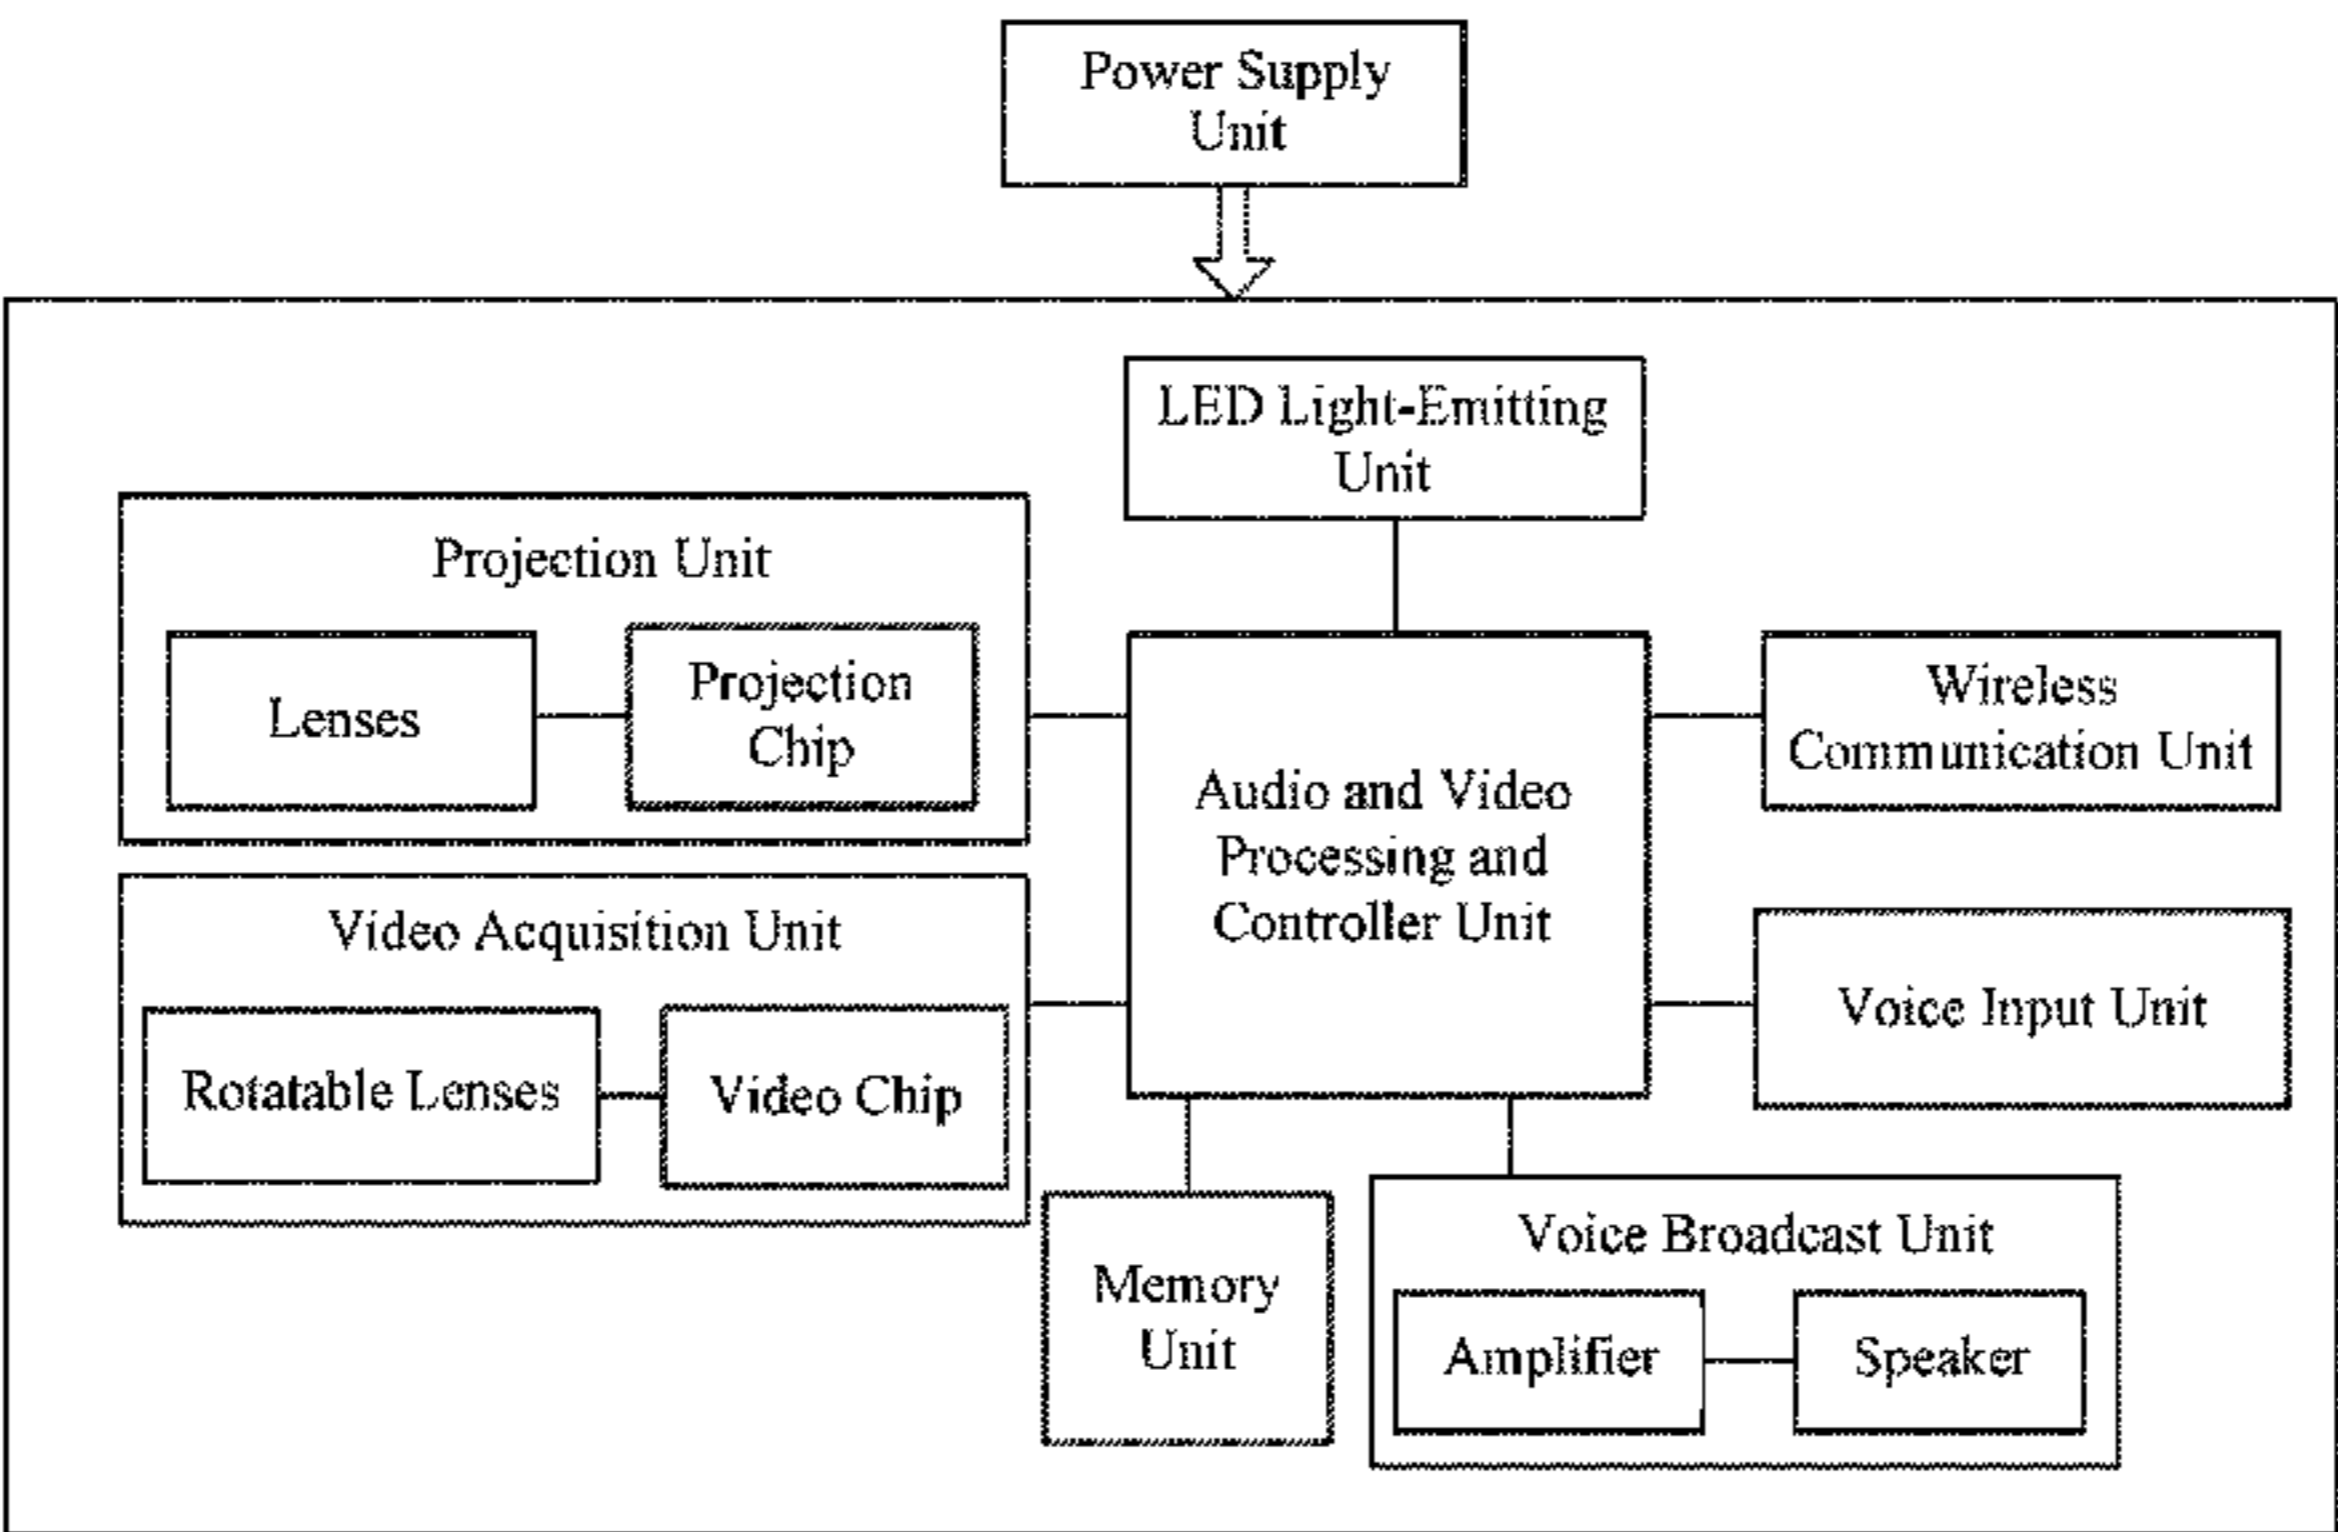 Power Supply
Unit
LED Light-Emitting
Unit
Projection Unit
Lenses
Projection
Chip
Wireless
Communication Unit
Audio and Video
Processing and
Controller Unit
Video Acquisition Unit
Rotatable Lenses
Video Chip
Voice Input Unit
Memory
Unit
Voice Broadcast Unit
Amplifier
Speaker